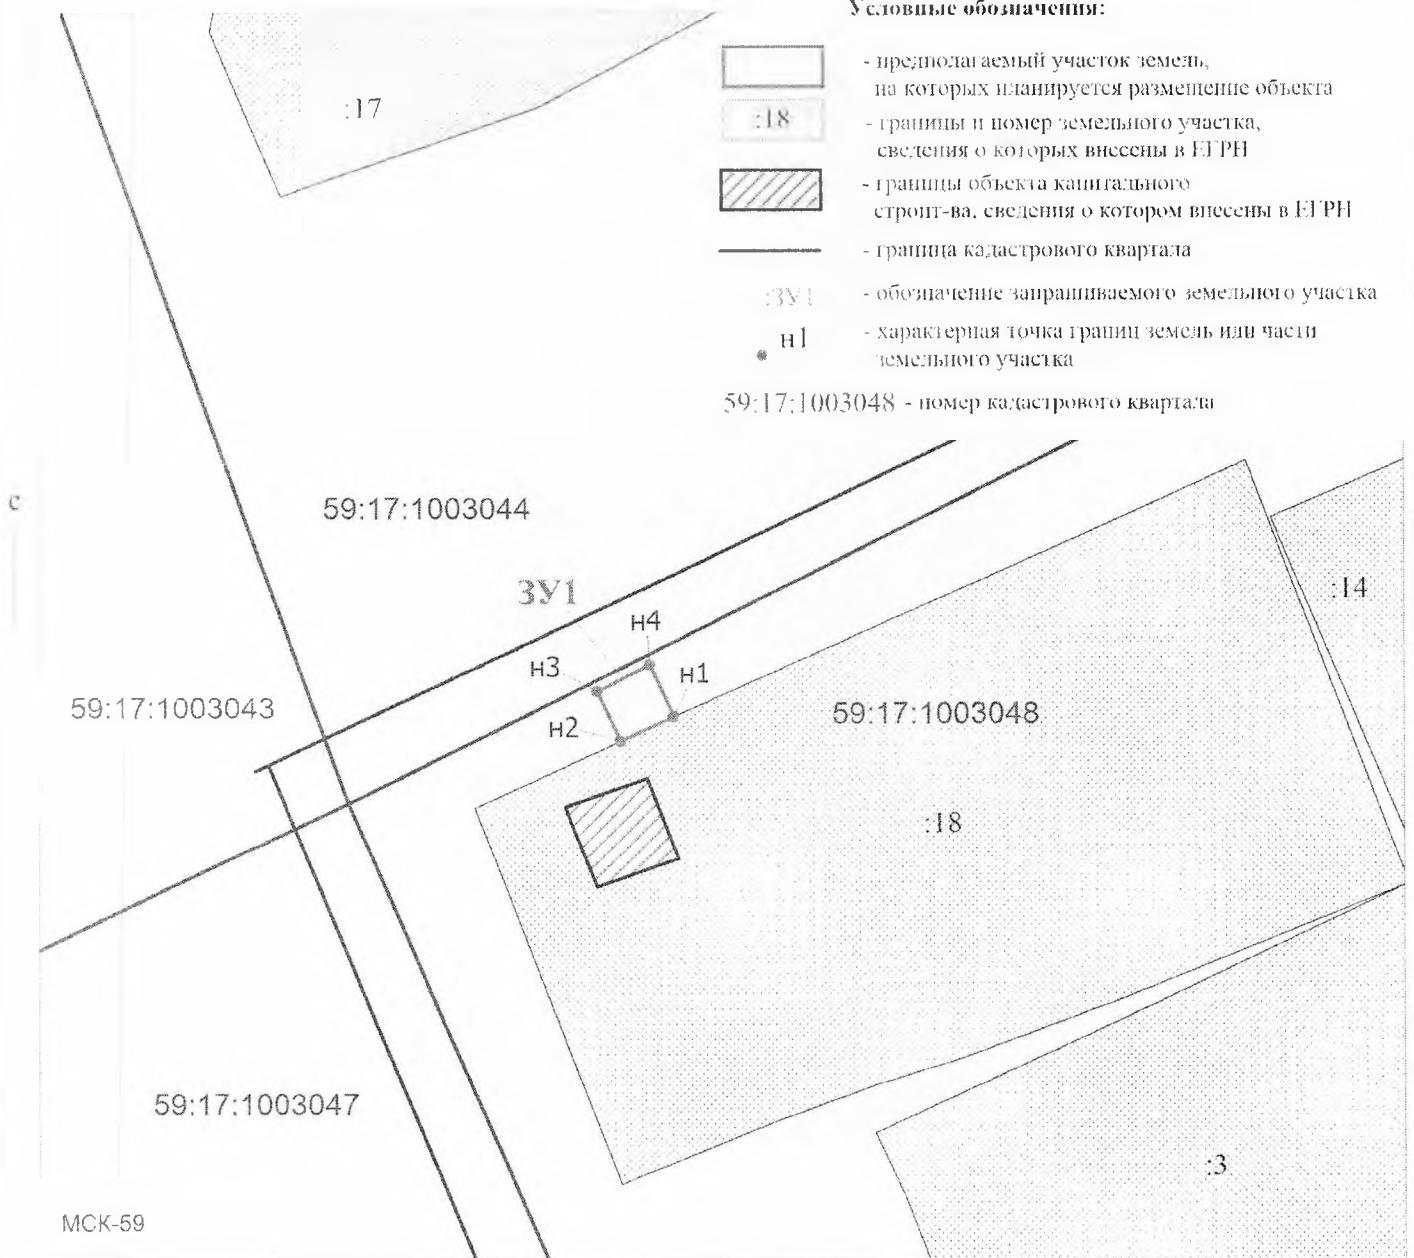 Условные обозначения:
- предполагаемый участок земель,
на которых планируется размещение объекта
:18
- границы и номер земельного участка,
сведения о которых внесены в ЕГРН
- границы объекта капитального
строит-ва, сведения о котором внесены в ЕГРН
- граница кадастрового квартала
:ЗУ1
- обозначение запрашиваемого земельного участка
н1
- характерная точка границ земель или части
земельного участка
59:17:1003048 - номер кадастрового квартала
:17
с
59:17:1003044
ЗУ1
:14
н4
н3
н1
59:17:1003043
59:17:1003048
н2
:18
59:17:1003047
:3
МСК-59